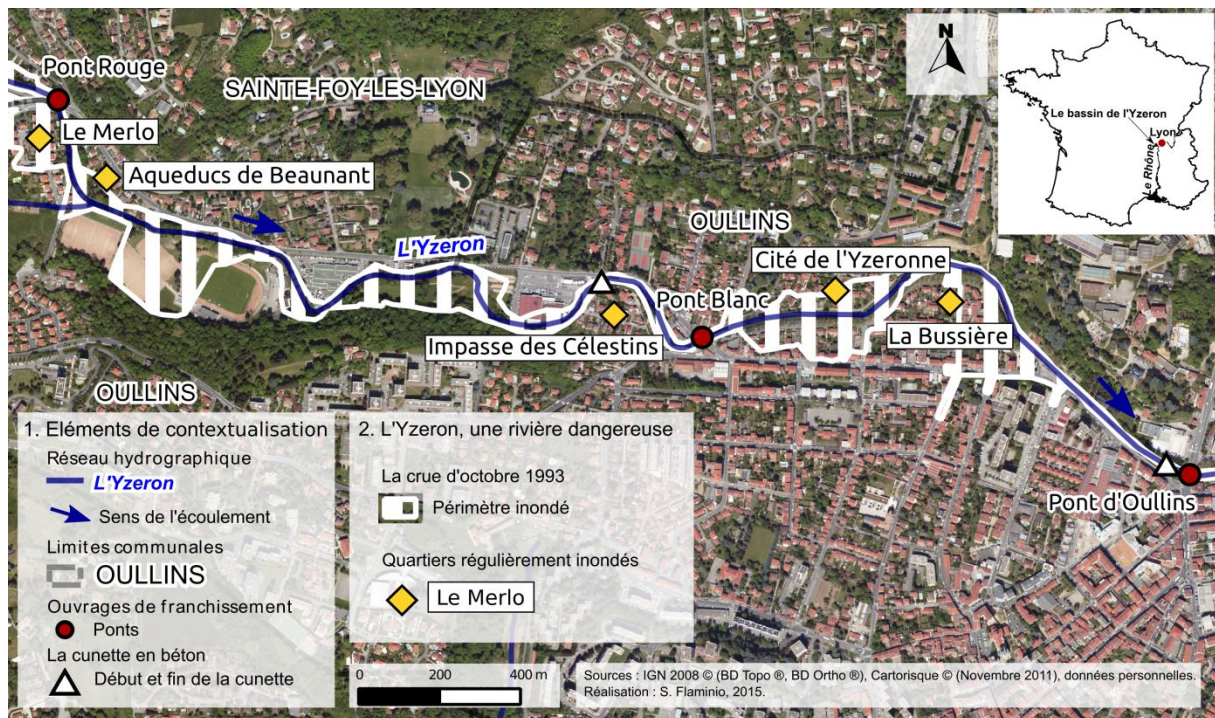 Pont Rouge
SAINTE-FOY-LES-LYON
N
Le bassin de l'Yzeron
Lyon
Le Rhône
Le Merlo
Aqueducs de Beaunant
OULLINS
L'Yzeron
Cité de l'Yzeronne
Pont Blanc
La Bussière
Impasse des Célestins
OULLINS
Pont d'Oullins
1. Eléments de contextualisation
Réseau hydrographique
L'Yzeron
Sens de l'écoulement
Limites communales
OULLINS
Ouvrages de franchissement
Ponts
La cunette en béton
Début et fin de la cunette
2. L'Yzeron, une rivière dangereuse
La crue d'octobre 1993
Périmètre inondé
Quartiers régulièrement inondés
Le Merlo
0 200 400 m
Sources : IGN 2008 © (BD Topo ®, BD Ortho ®), Cartorisque © (Novembre 2011), données personnelles.
Réalisation : S. Flaminio, 2015.